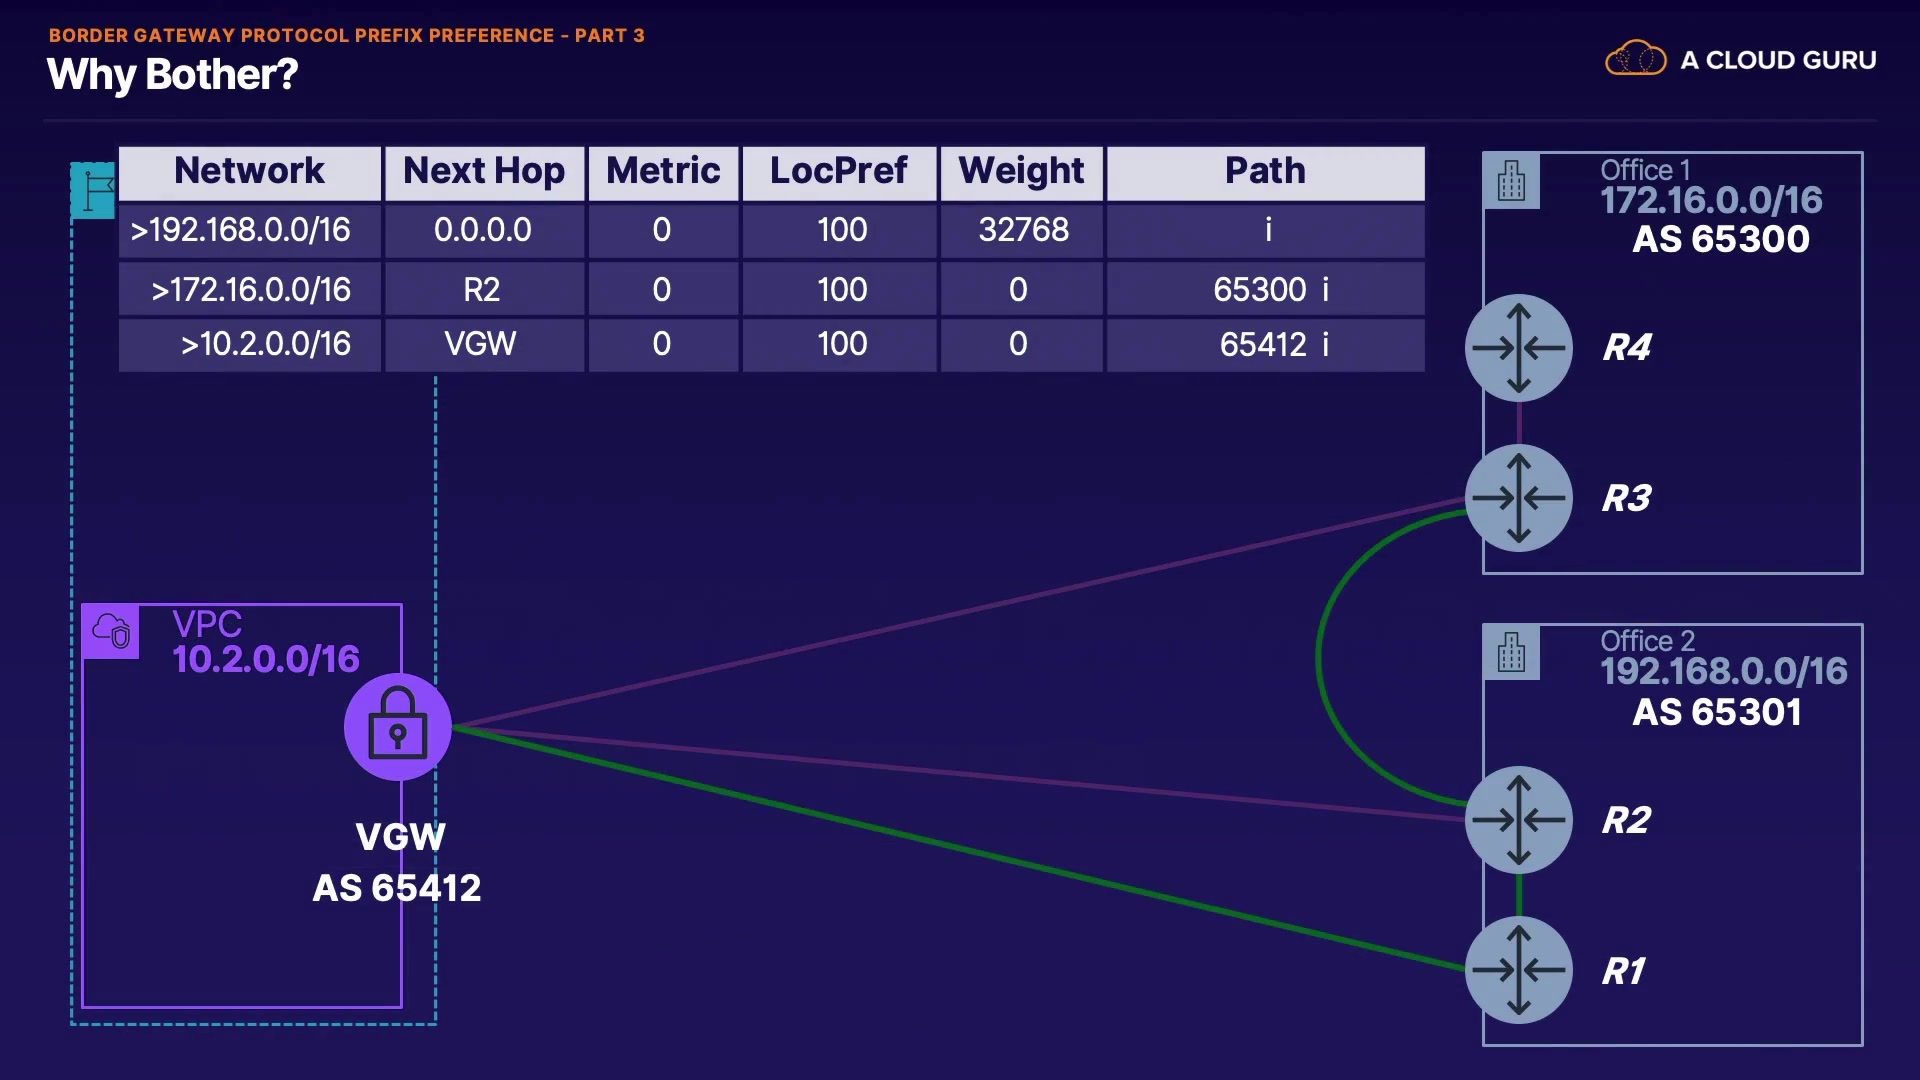 BORDER GATEWAY PROTOCOL PREFIX PREFERENCE - PART 3
Why Bother?
A CLOUD GURU
Network Next Hop Metric LocPref Weight Path
>192.168.0.0/16 0.0.0.0 0 100 32768 i
>172.16.0.0/16 R2 0 100 0 65300 i
>10.2.0.0/16 VGW 0 100 0 65412 i
Office 1
172.16.0.0/16
AS 65300
R4
R3
VPC
10.2.0.0/16
VGW
AS 65412
Office 2
192.168.0.0/16
AS 65301
R2
R1